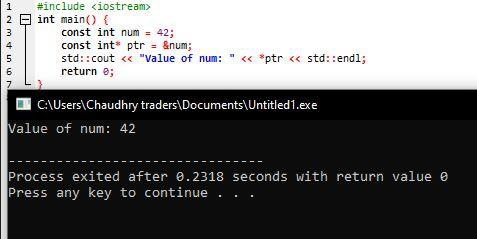 1 #include <iostream>
2 int main() {
3 const int num = 42;
4 const int* ptr = &num;
5 std::cout << "Value of num: " << *ptr << std::endl;
6 return 0;
7 }
C:\Users\Chaudhry traders\Documents\Untitled1.exe
Value of num: 42
--------------------------------
Process exited after 0.2318 seconds with return value 0
Press any key to continue . . .